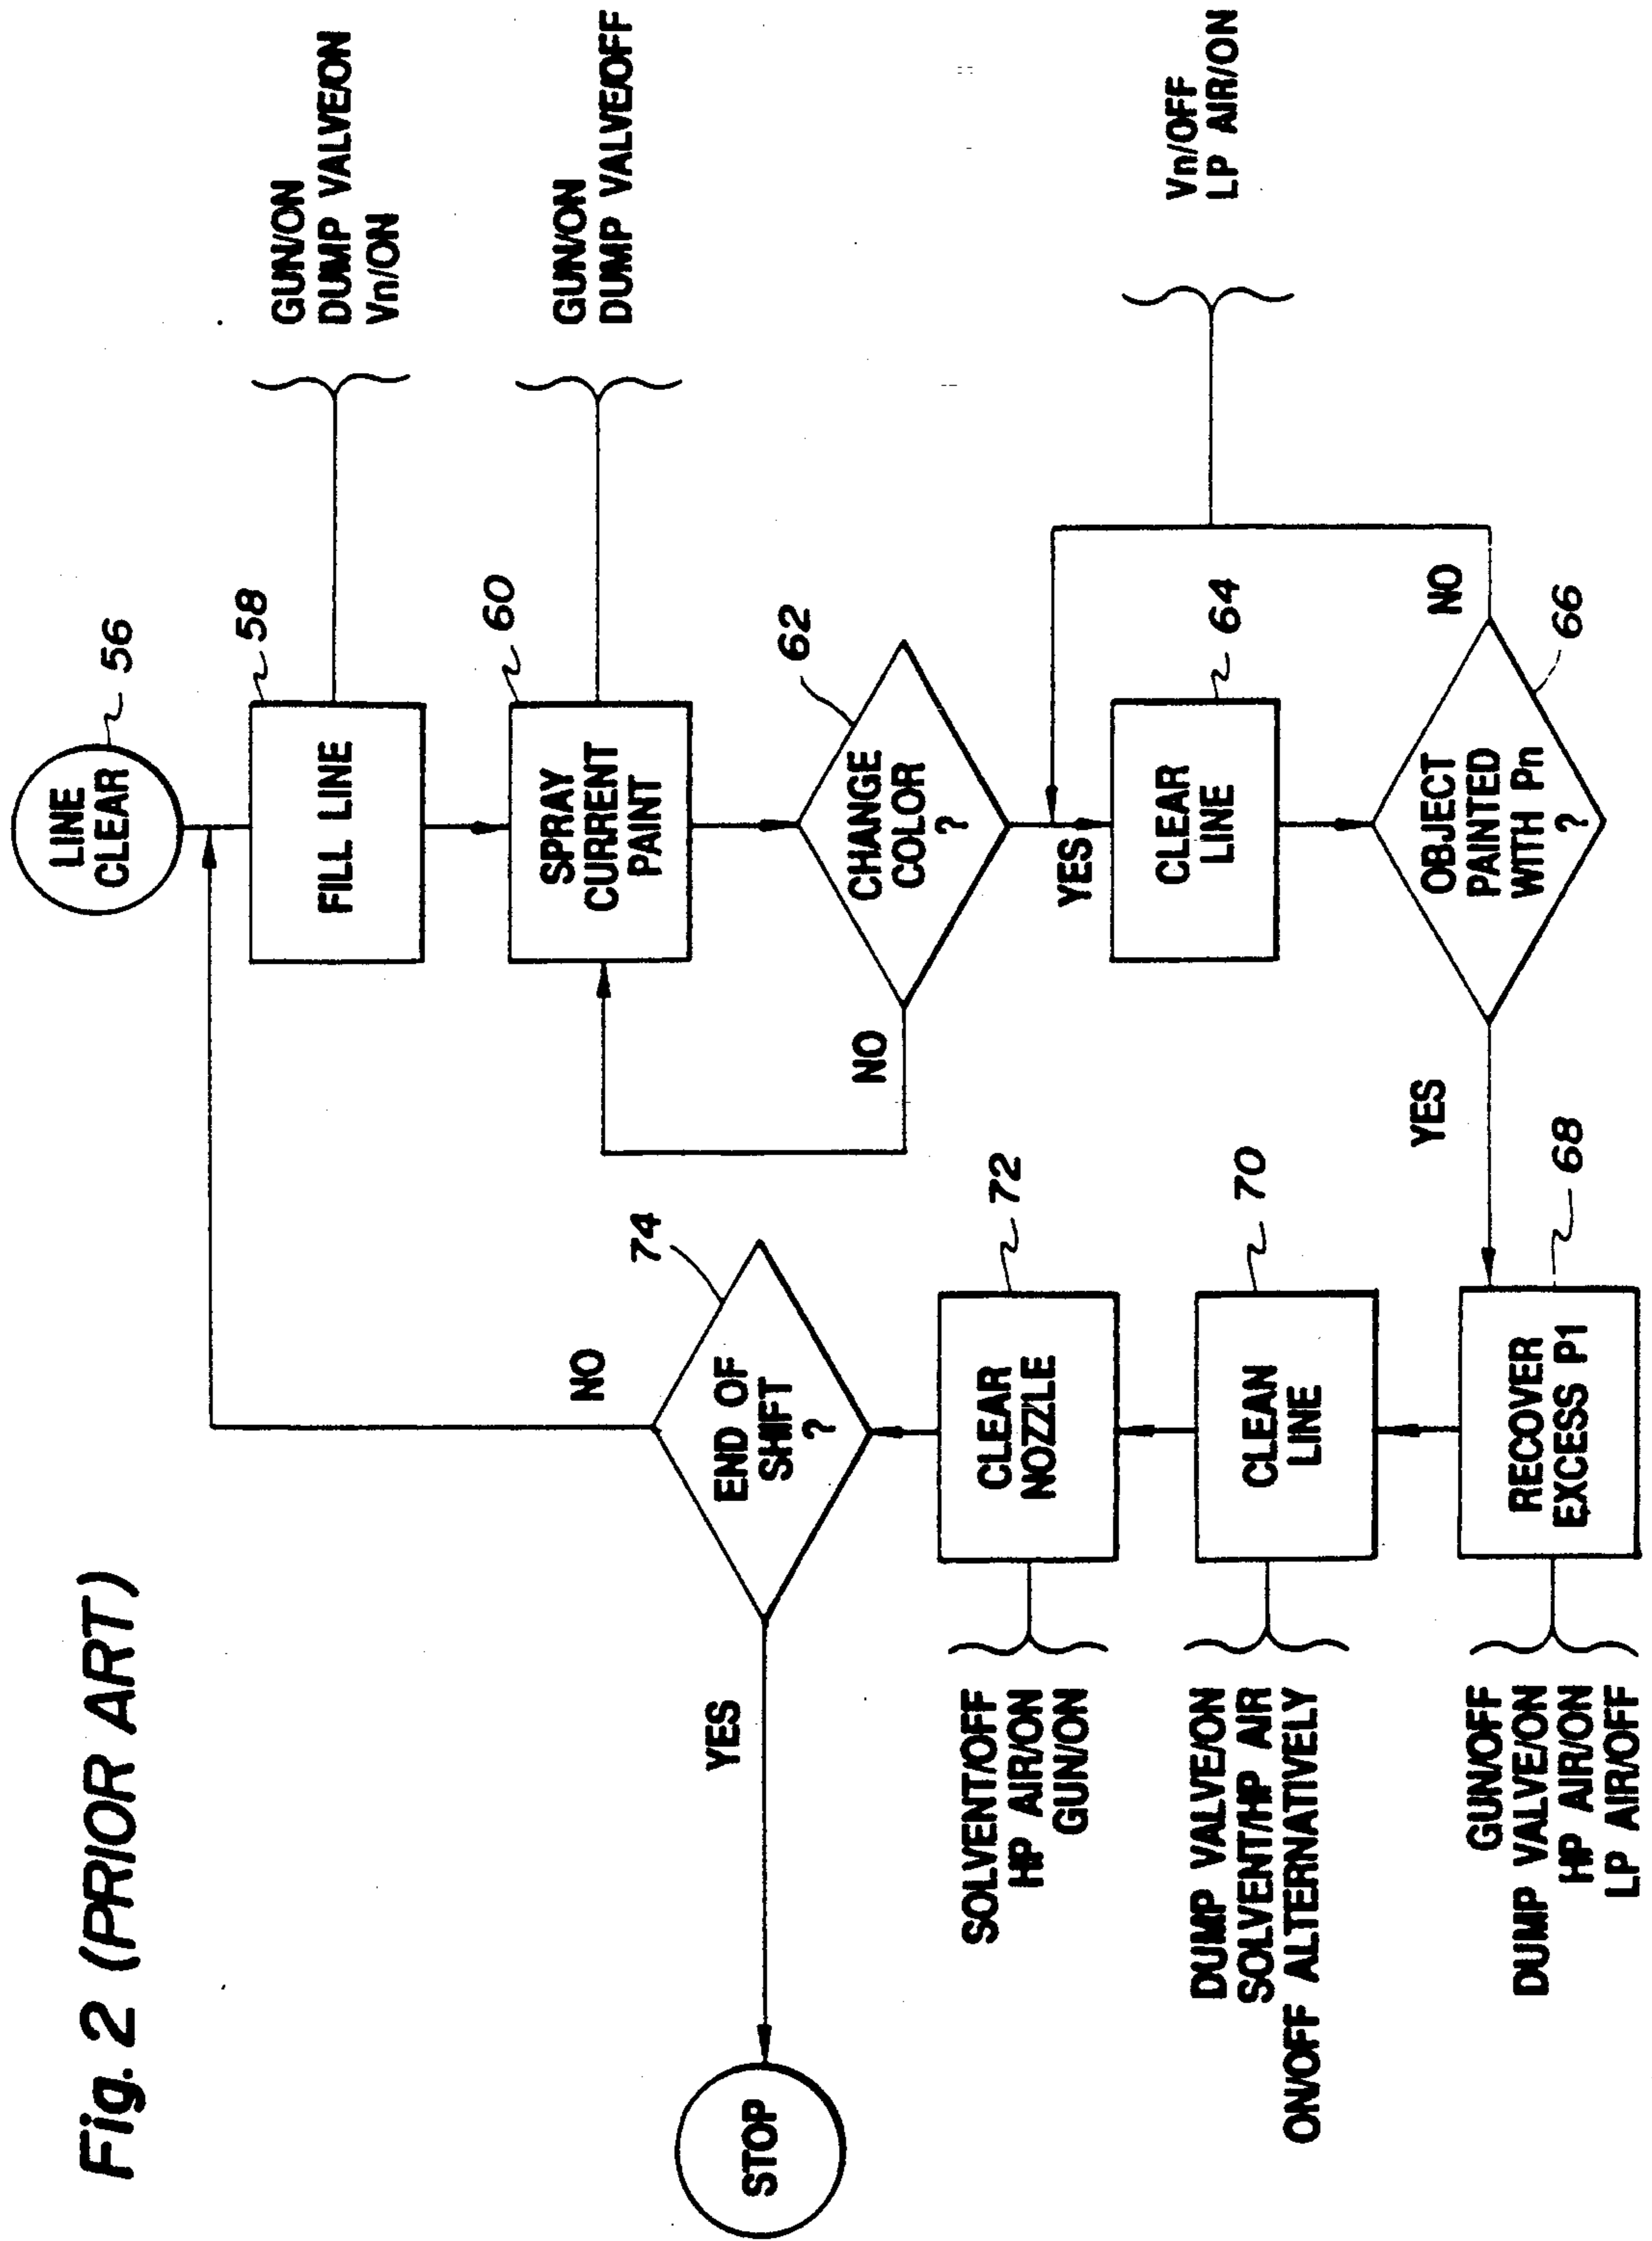 Fig. 2 (PRIOR ART)
LINE
CLEAR
56
FILL LINE
58
GUN/ON
DUMP VALVE/ON
Vn/ON
SPRAY
CURRENT
PAINT
60
GUN/ON
DUMP VALVE/OFF
CHANGE
COLOR
?
62
NO
YES
CLEAR
LINE
64
Vn/OFF
LP AIR/ON
OBJECT
PAINTED
WITH Pn
?
66
NO
YES
RECOVER
EXCESS P1
68
GUN/OFF
DUMP VALVE/ON
HP AIR/ON
LP AIR/OFF
CLEAN
LINE
70
DUMP VALVE/ON
SOLVENT/HP AIR
ON/OFF ALTERNATIVELY
CLEAR
NOZZLE
72
SOLVENT/OFF
HP AIR/ON
GUN/ON
END OF
SHIFT
?
74
NO
YES
STOP